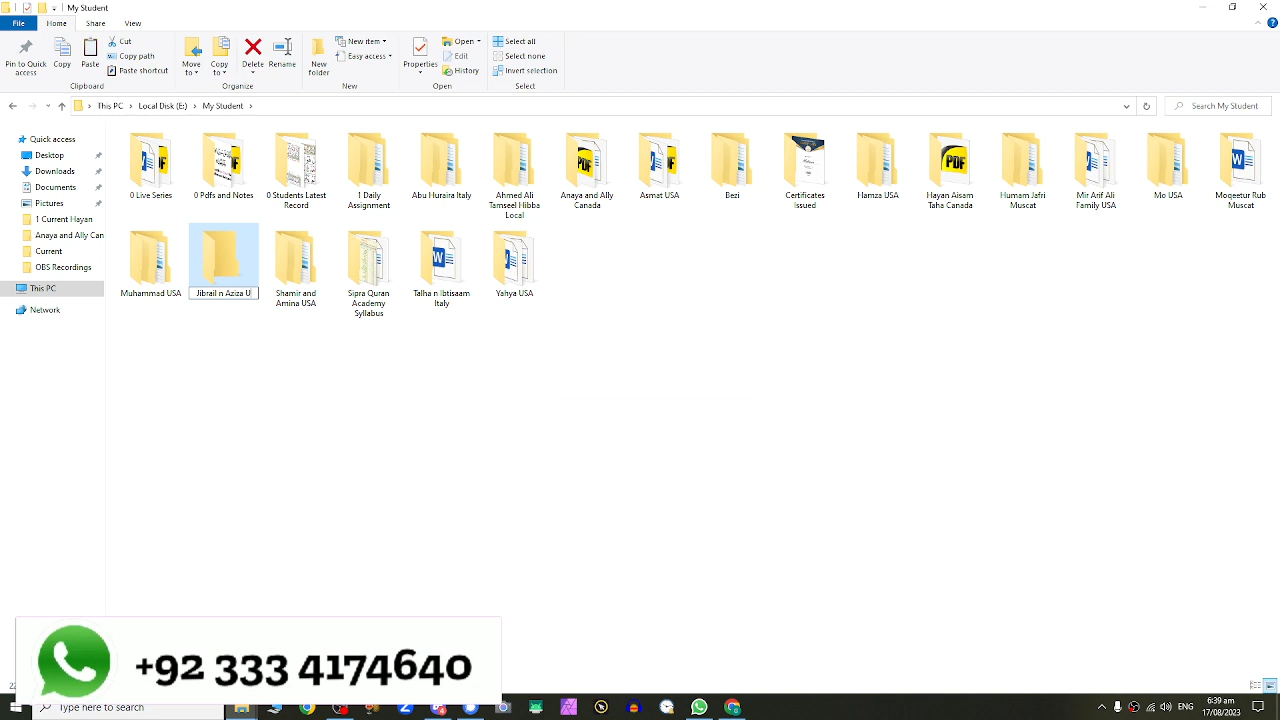 My Student
File Home Share View
Pin to Quick access
Copy
Paste
Cut
Copy path
Paste shortcut
Clipboard
Move to
Copy to
Delete
Rename
Organize
New folder
New item
Easy access
New
Properties
Open
Edit
History
Open
Select all
Select none
Invert selection
Select
This PC > Local Disk (E:) > My Student >
Search My Student
Quick access
Desktop
Downloads
Documents
Pictures
1 Current Hayan
Anaya and Ally Can
Current
OBS Recordings
This PC
Network
0 Live Series
0 Pdfs and Notes
0 Students Latest Record
1 Daily Assignment
Abu Huraira Italy
Ahmed Ali Tamseel Hibba Local
Anaya and Ally Canada
Asmat USA
Bezi
Certificates Issued
Hamza USA
Hayan Aisam Taha Canada
Humam Jafri Muscat
Mir Arif Ali Family USA
Mo USA
Moqeetur Rub Muscat
Muhammad USA
Jibrail n Aziza U
Shamir and Amina USA
Sipra Quran Academy Syllabus
Talha n Ibtisaam Italy
Yahya USA
+92 333 4174640
Type here to search
6:39 am
17/08/2023